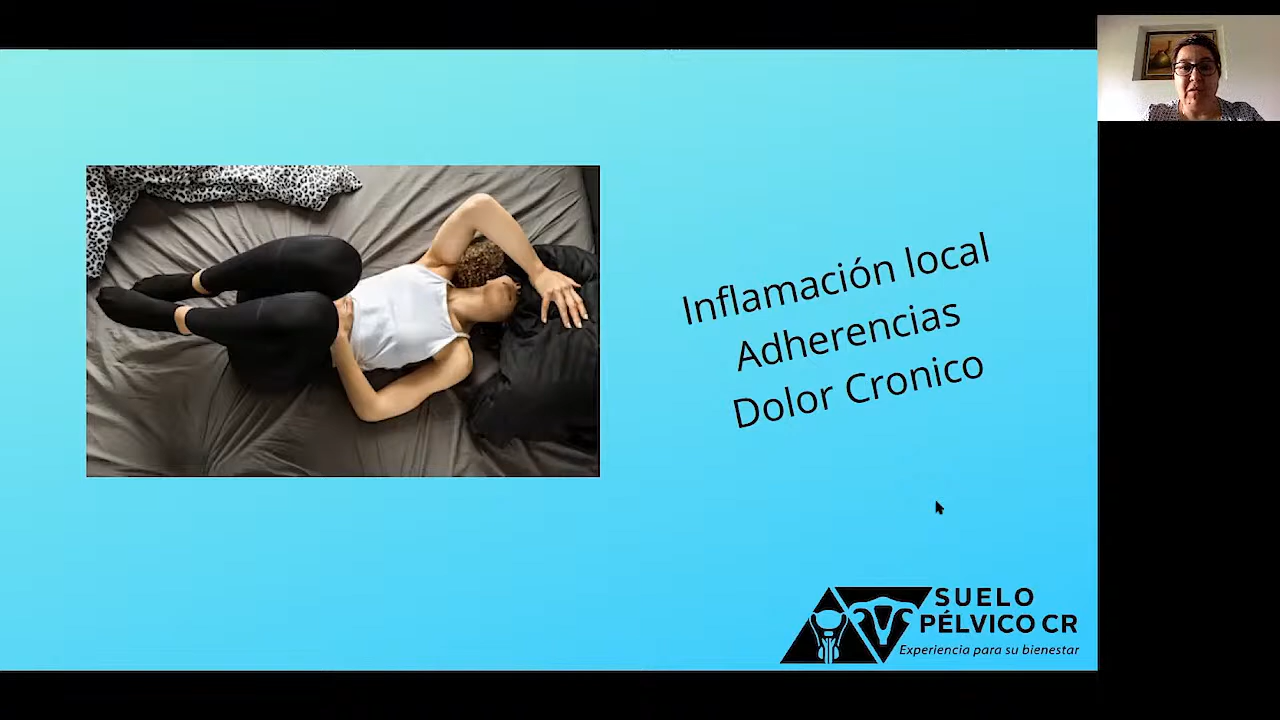 Inflamación local
Adherencias
Dolor Cronico
SUELO
PÉLVICO CR
Experiencia para su bienestar